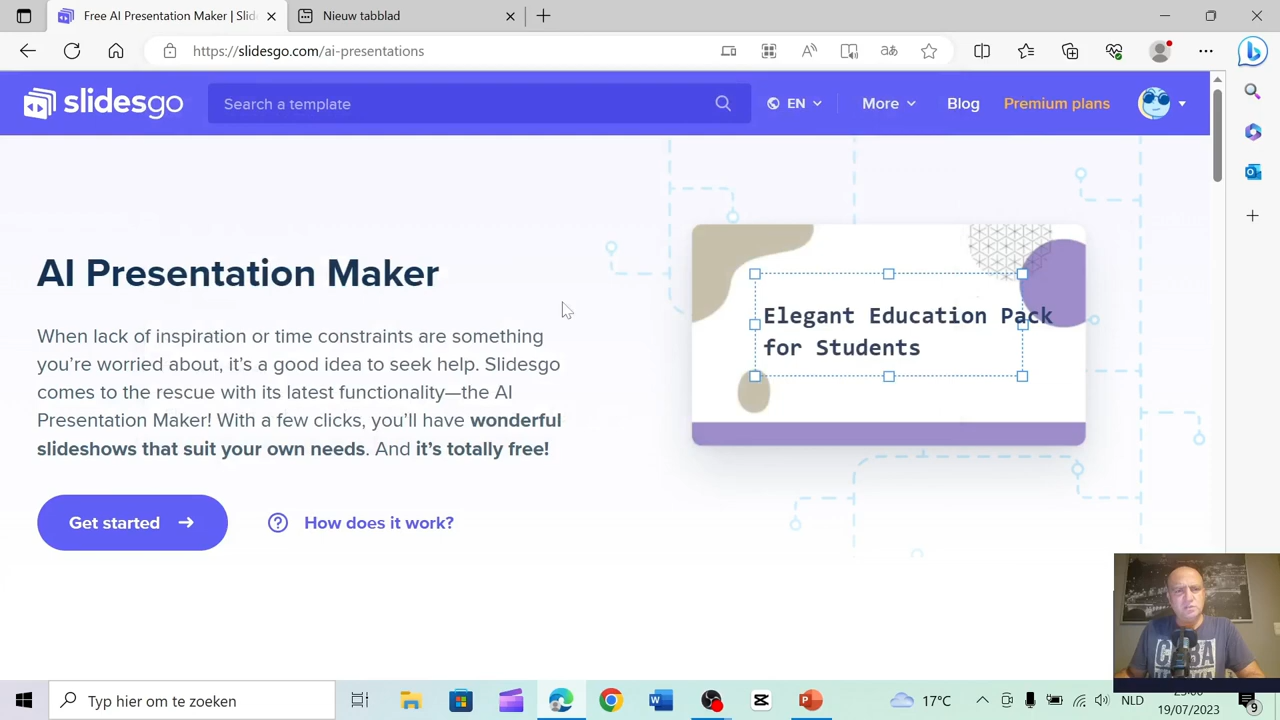 Free AI Presentation Maker | Slid
Nieuw tabblad
https://slidesgo.com/ai-presentations
slidesgo
Search a template
EN
More
Blog
Premium plans
AI Presentation Maker
When lack of inspiration or time constraints are something
you're worried about, it's a good idea to seek help. Slidesgo
comes to the rescue with its latest functionality—the AI
Presentation Maker! With a few clicks, you'll have wonderful
slideshows that suit your own needs. And it's totally free!
Get started
How does it work?
Elegant Education Pack
for Students
Typ hier om te zoeken
17°C
NLD
19/07/2023
9